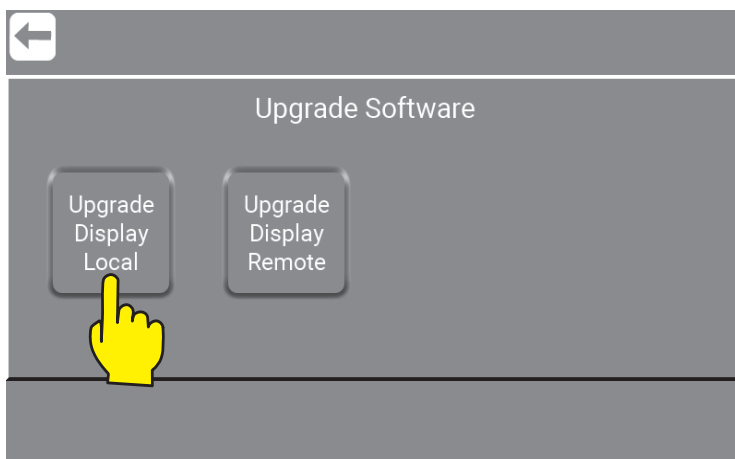 Upgrade Software
Upgrade
Display
Local
Upgrade
Display
Remote